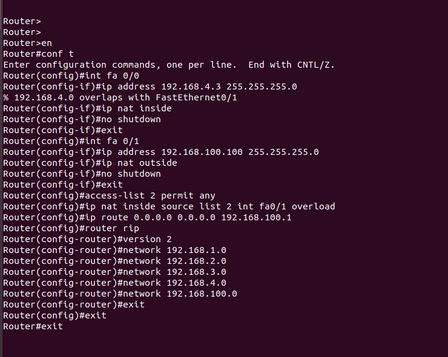 Router>
Router>
Router>en
Router#conf t
Enter configuration commands, one per line.  End with CNTL/Z.
Router(config)#int fa 0/0
Router(config-if)#ip address 192.168.4.3 255.255.255.0
% 192.168.4.0 overlaps with FastEthernet0/1
Router(config-if)#ip nat inside
Router(config-if)#no shutdown
Router(config-if)#exit
Router(config)#int fa 0/1
Router(config-if)#ip address 192.168.100.100 255.255.255.0
Router(config-if)#ip nat outside
Router(config-if)#no shutdown
Router(config-if)#exit
Router(config)#access-list 2 permit any
Router(config)#ip nat inside source list 2 int fa0/1 overload
Router(config)#ip route 0.0.0.0 0.0.0.0 192.168.100.1
Router(config)#router rip
Router(config-router)#version 2
Router(config-router)#network 192.168.1.0
Router(config-router)#network 192.168.2.0
Router(config-router)#network 192.168.3.0
Router(config-router)#network 192.168.4.0
Router(config-router)#network 192.168.100.0
Router(config-router)#exit
Router(config)#exit
Router#exit